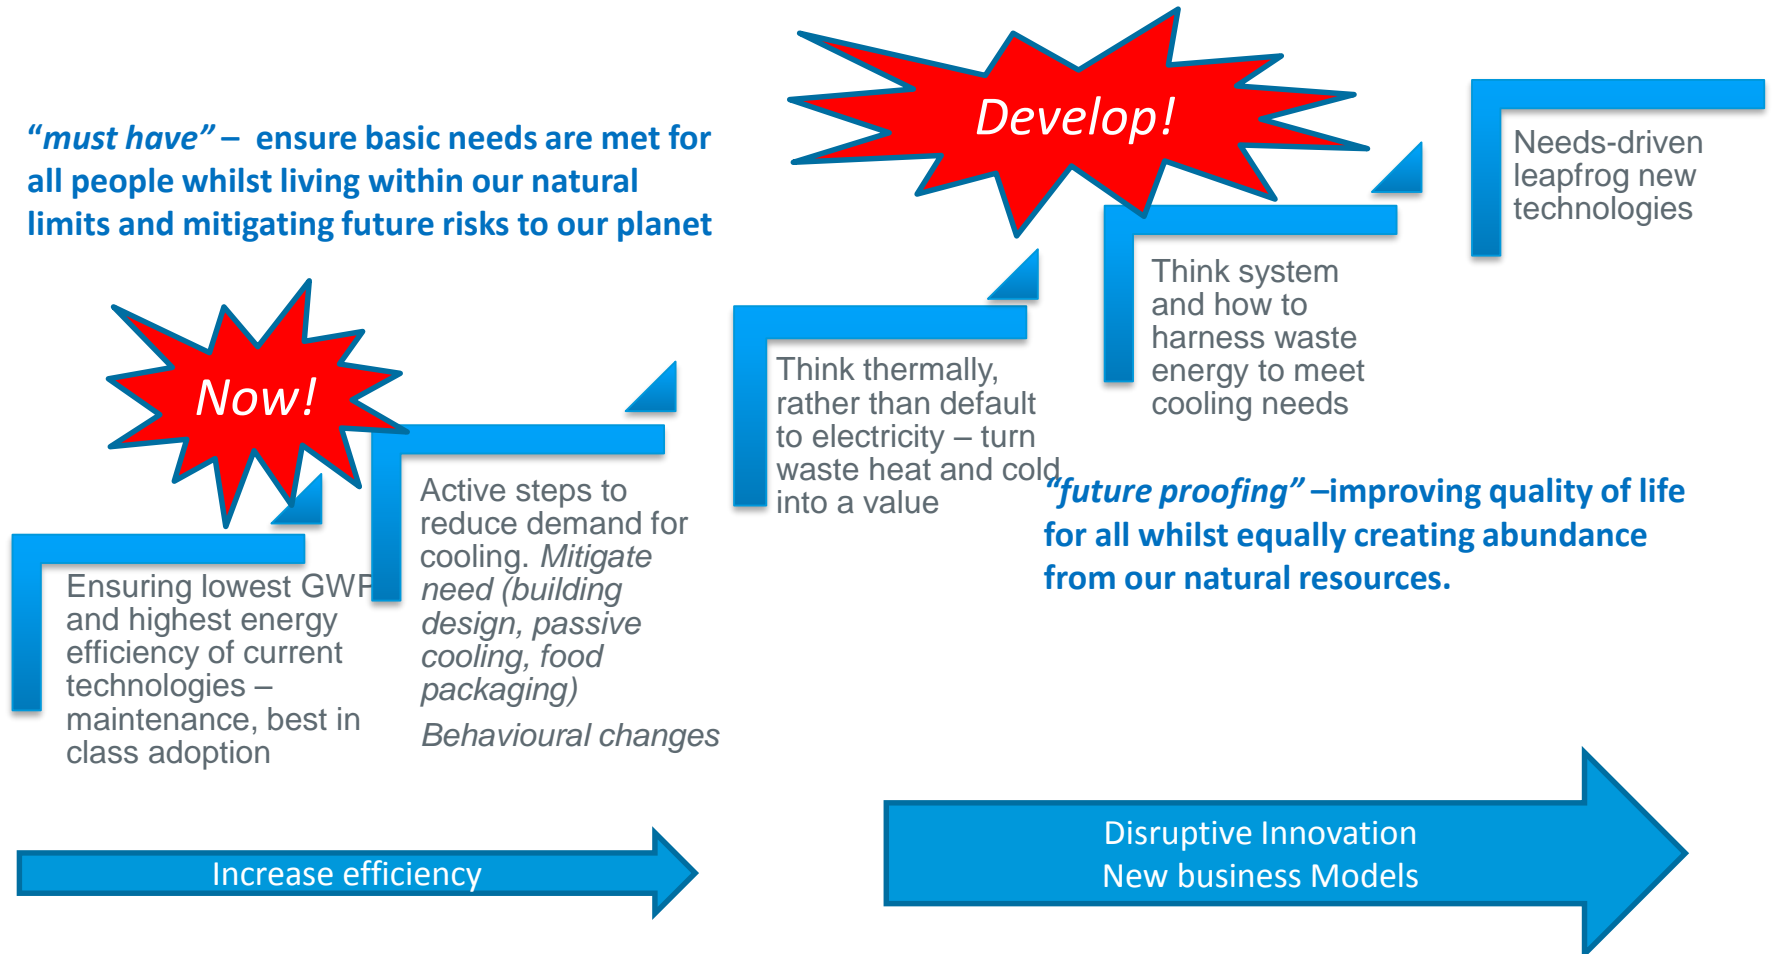 “must have” – ensure basic needs are met for
all people whilst living within our natural
limits and mitigating future risks to our planet
Now!
Develop!
Ensuring lowest GWP
and highest energy
efficiency of current
technologies –
maintenance, best in
class adoption
Active steps to
reduce demand for
cooling. Mitigate
need (building
design, passive
cooling, food
packaging)
Behavioural changes
Think thermally,
rather than default
to electricity – turn
waste heat and cold
into a value
Think system
and how to
harness waste
energy to meet
cooling needs
Needs-driven
leapfrog new
technologies
“future proofing” –improving quality of life
for all whilst equally creating abundance
from our natural resources.
Increase efficiency
Disruptive Innovation
New business Models